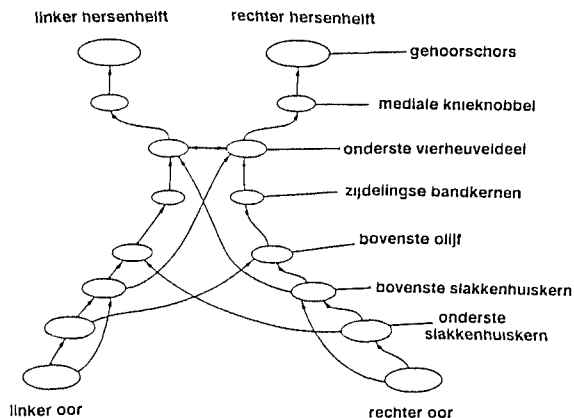 linker hersenhelft
rechter hersenhelft
gehoorschors
mediale knieknobbel
onderste vierheuveldeel
zijdelingse bandkernen
bovenste olijf
bovenste slakkenhuiskern
onderste
slakkenhuiskern
linker oor
rechter oor